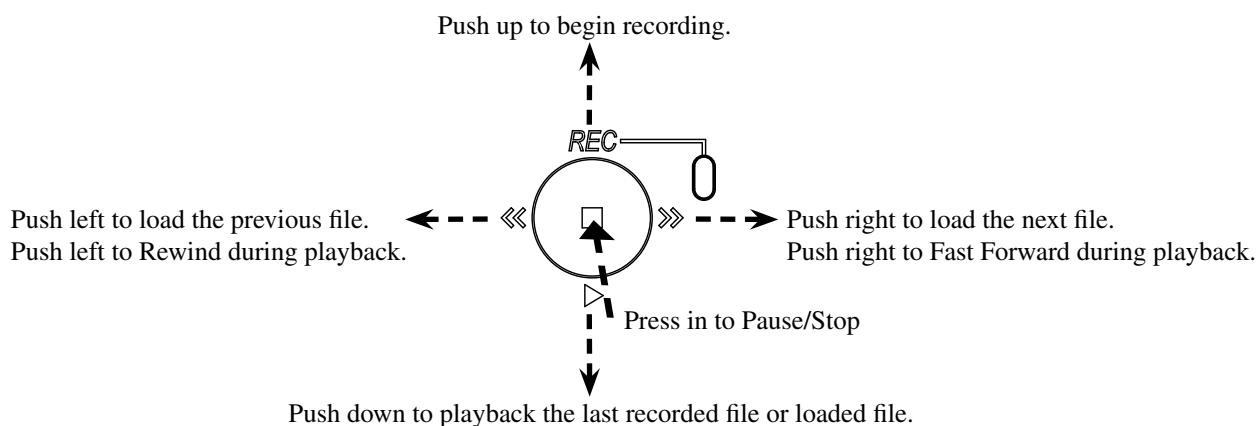 Push up to begin recording.
REC
Push left to load the previous file.
Push left to Rewind during playback.
Push right to load the next file.
Push right to Fast Forward during playback.
Press in to Pause/Stop
Push down to playback the last recorded file or loaded file.